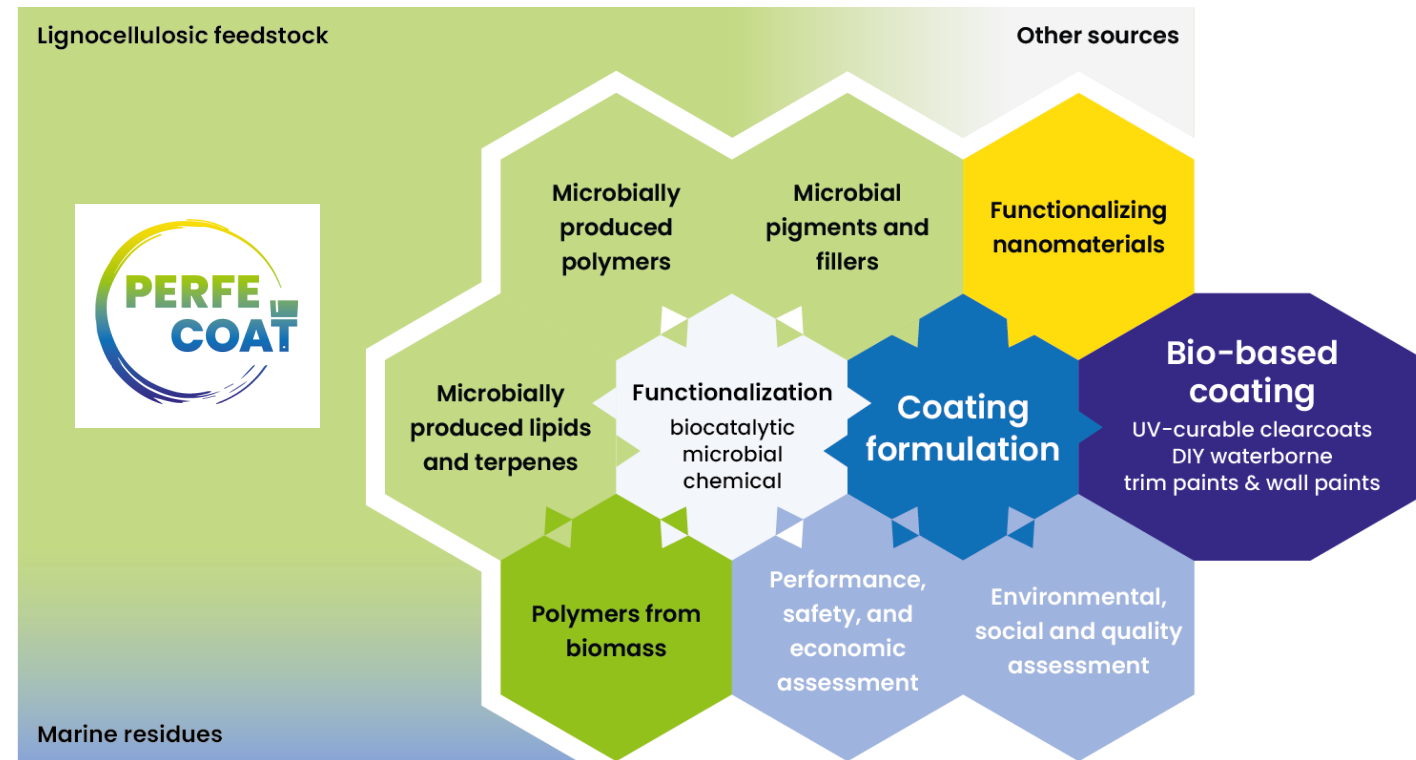 Lignocellulosic feedstock
Other sources
Microbially
produced
polymers
Microbial
pigments and
fillers
Functionalizing
nanomaterials
PERFE
COAT
Microbially
produced lipids
and terpenes
Functionalization
biocatalytic
microbial
chemical
Coating
formulation
Bio-based
coating
UV-curable clearcoats
DIY waterborne
trim paints & wall paints
Polymers from
biomass
Performance,
safety, and
economic
assessment
Environmental,
social and quality
assessment
Marine residues